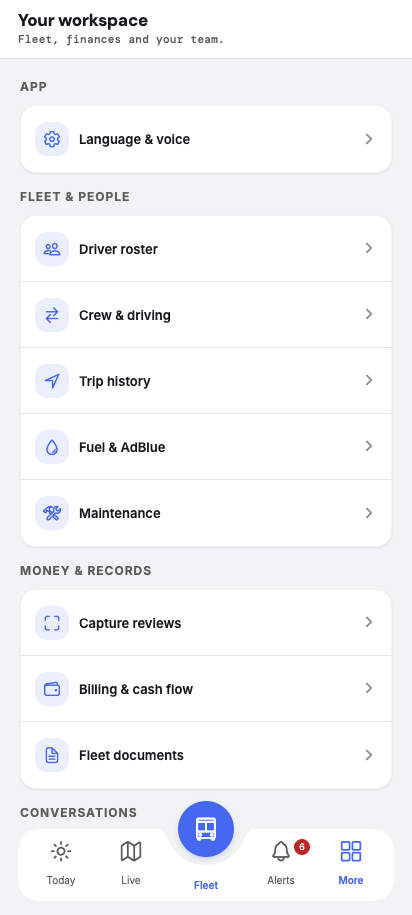 Your workspace
Fleet, finances and your team.
APP
Language & voice
FLEET & PEOPLE
Driver roster
Crew & driving
Trip history
Fuel & AdBlue
Maintenance
MONEY & RECORDS
Capture reviews
Billing & cash flow
Fleet documents
CONVERSATIONS
6
Today
Live
Fleet
Alerts
More